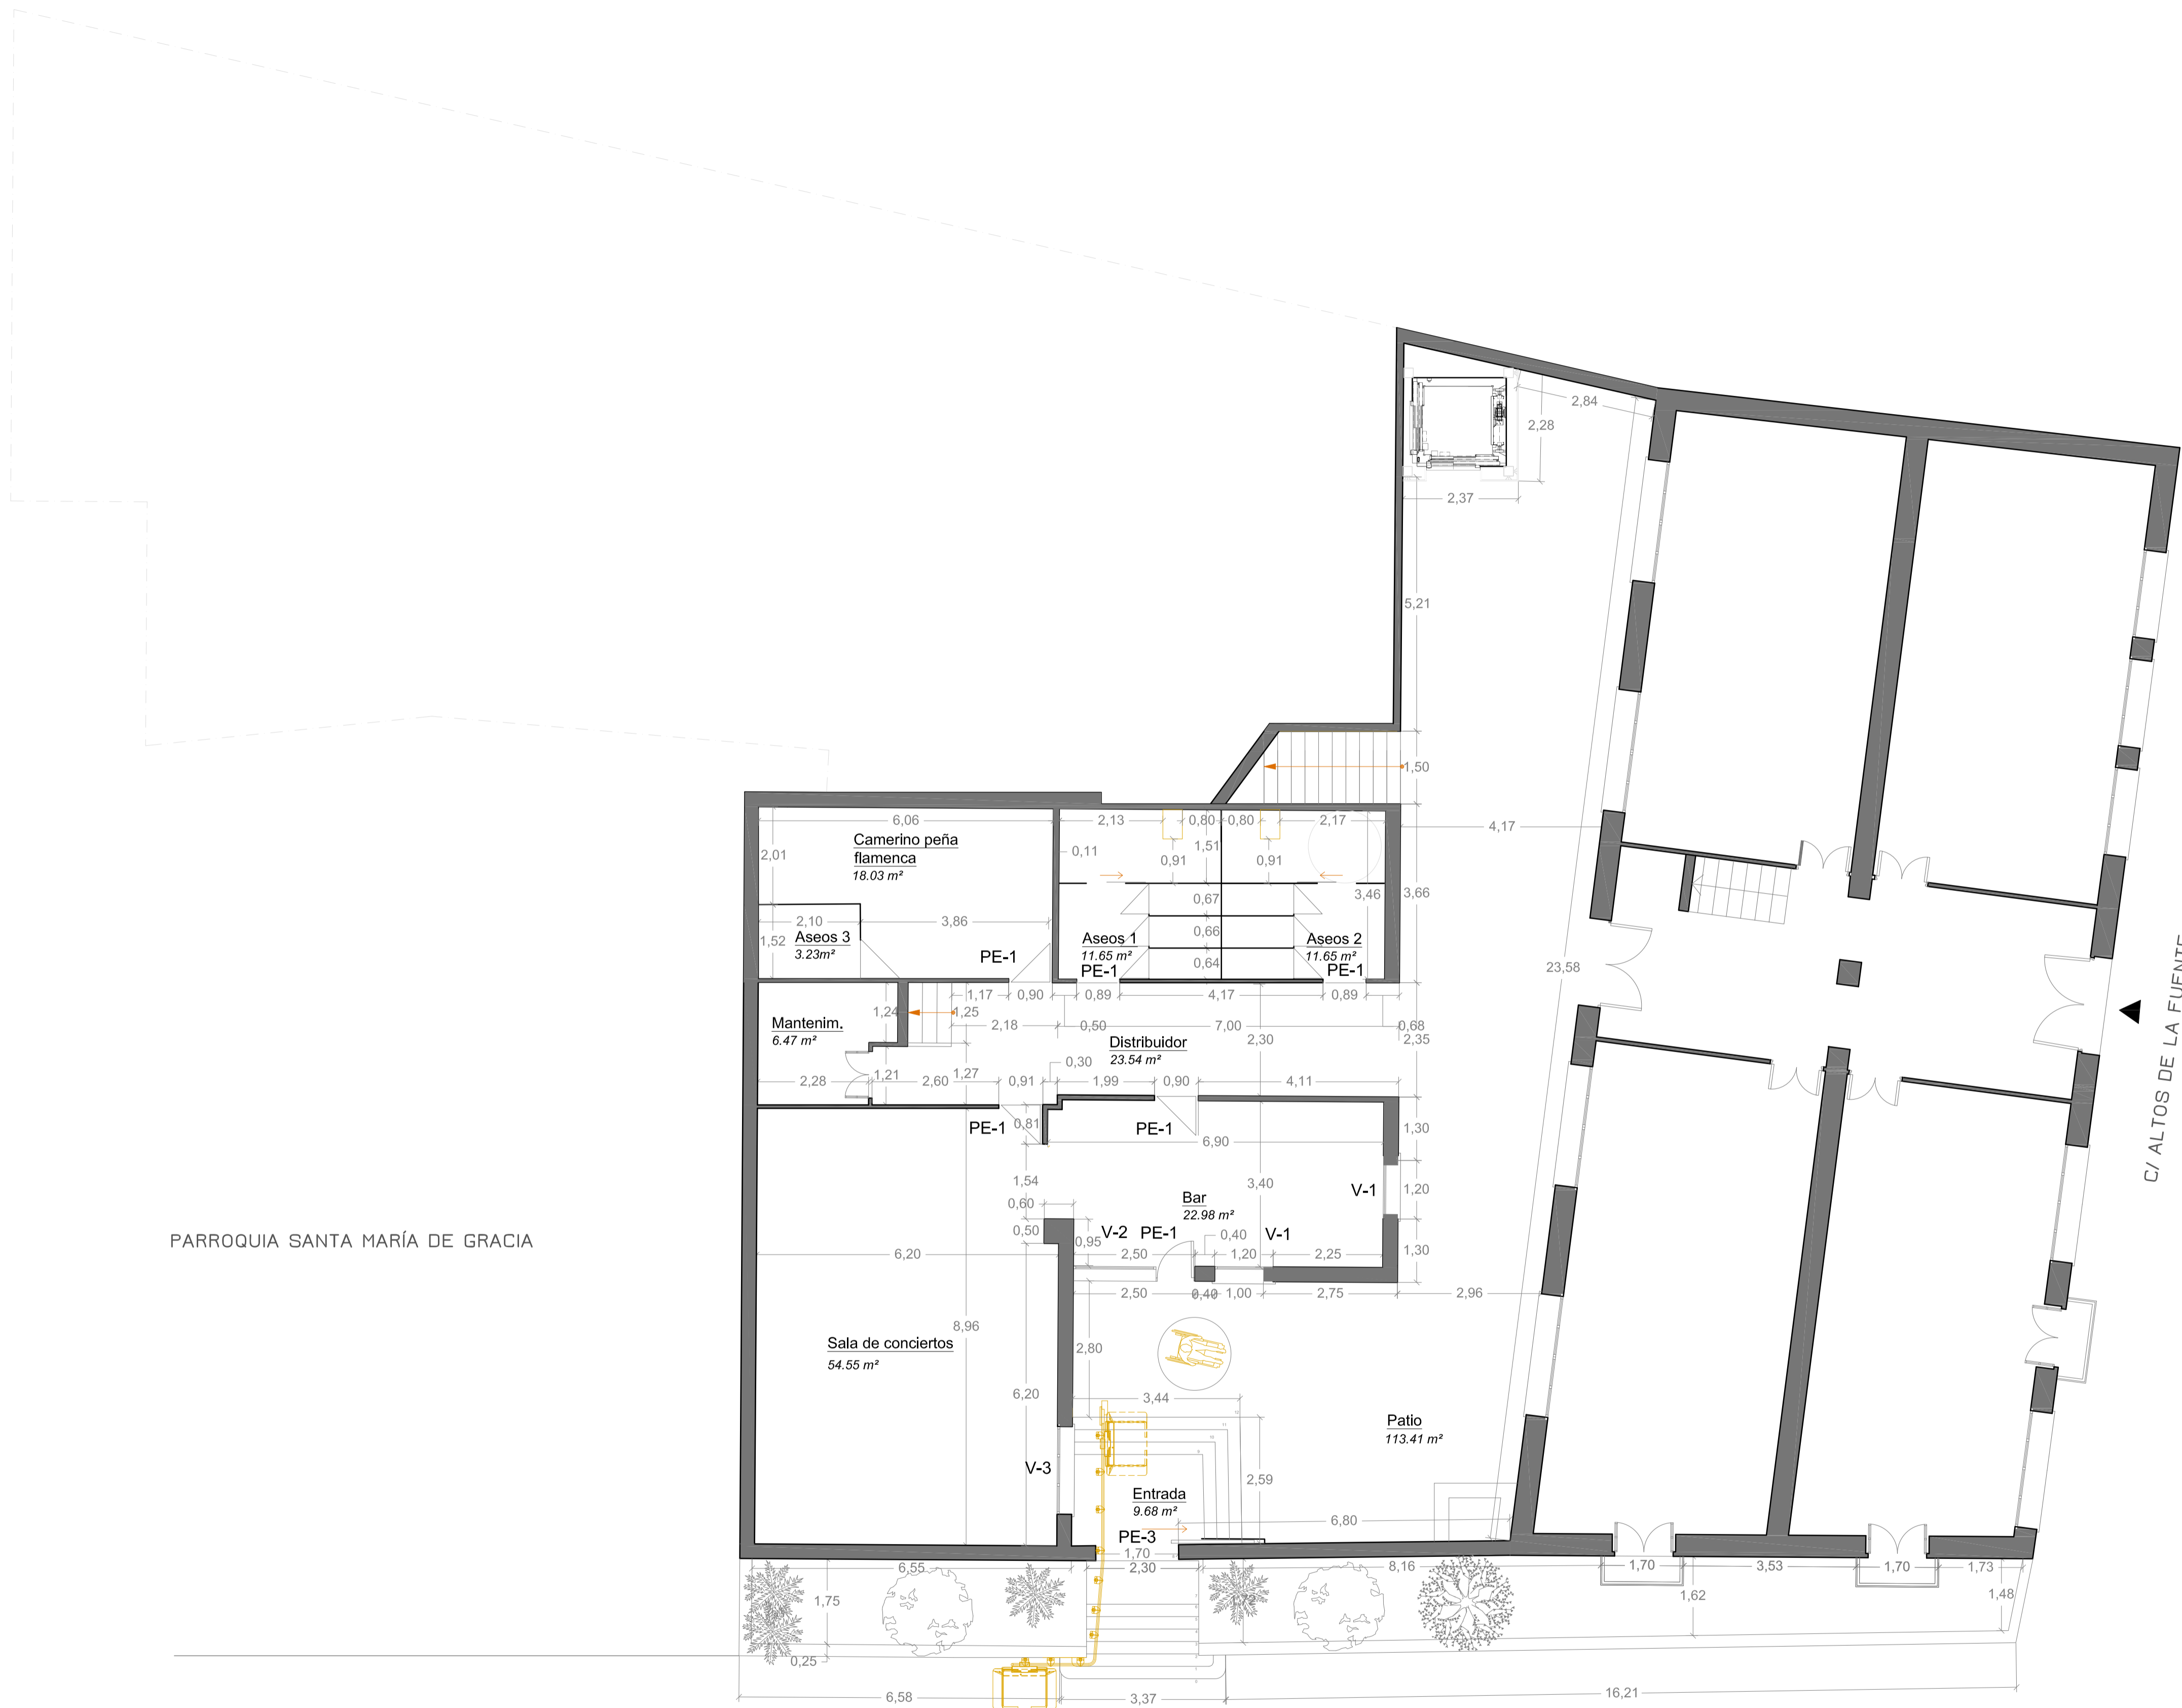 2,84
2,28
2,37
5,21
1,50
4,17
6,06
2,13
0,80
0,80
2,17
Camerino peña
flamenca
18.03 m²
2,01
0,11
0,91
1,51
0,91
3,66
3,46
0,67
2,10
3,86
0,66
Aseos 3
3.23m²
1,52
Aseos 1
11.65 m²
Aseos 2
11.65 m²
PE-1
PE-1
0,64
PE-1
23,58
1,17
0,90
0,89
4,17
0,89
1,24
1,25
Mantenim.
6.47 m²
2,18
0,50
7,00
0,68
2,30
2,35
Distribuidor
23.54 m²
0,30
2,28
1,21
2,60
1,27
0,91
1,99
0,90
4,11
PE-1
0,81
PE-1
6,90
1,30
1,54
3,40
V-1
1,20
Bar
22.98 m²
0,60
0,50
V-2
PE-1
0,40
V-1
0,95
6,20
2,50
1,20
2,25
1,30
2,50
0,40
1,00
2,75
2,96
C/ ALTOS DE LA FUENTE
PARROQUIA SANTA MARÍA DE GRACIA
8,96
Sala de conciertos
54.55 m²
2,80
6,20
3,44
Patio
113.41 m²
V-3
2,59
Entrada
9.68 m²
6,80
PE-3
1,70
6,55
2,30
8,16
1,70
3,53
1,70
1,73
1,75
1,62
1,48
0,25
6,58
3,37
16,21